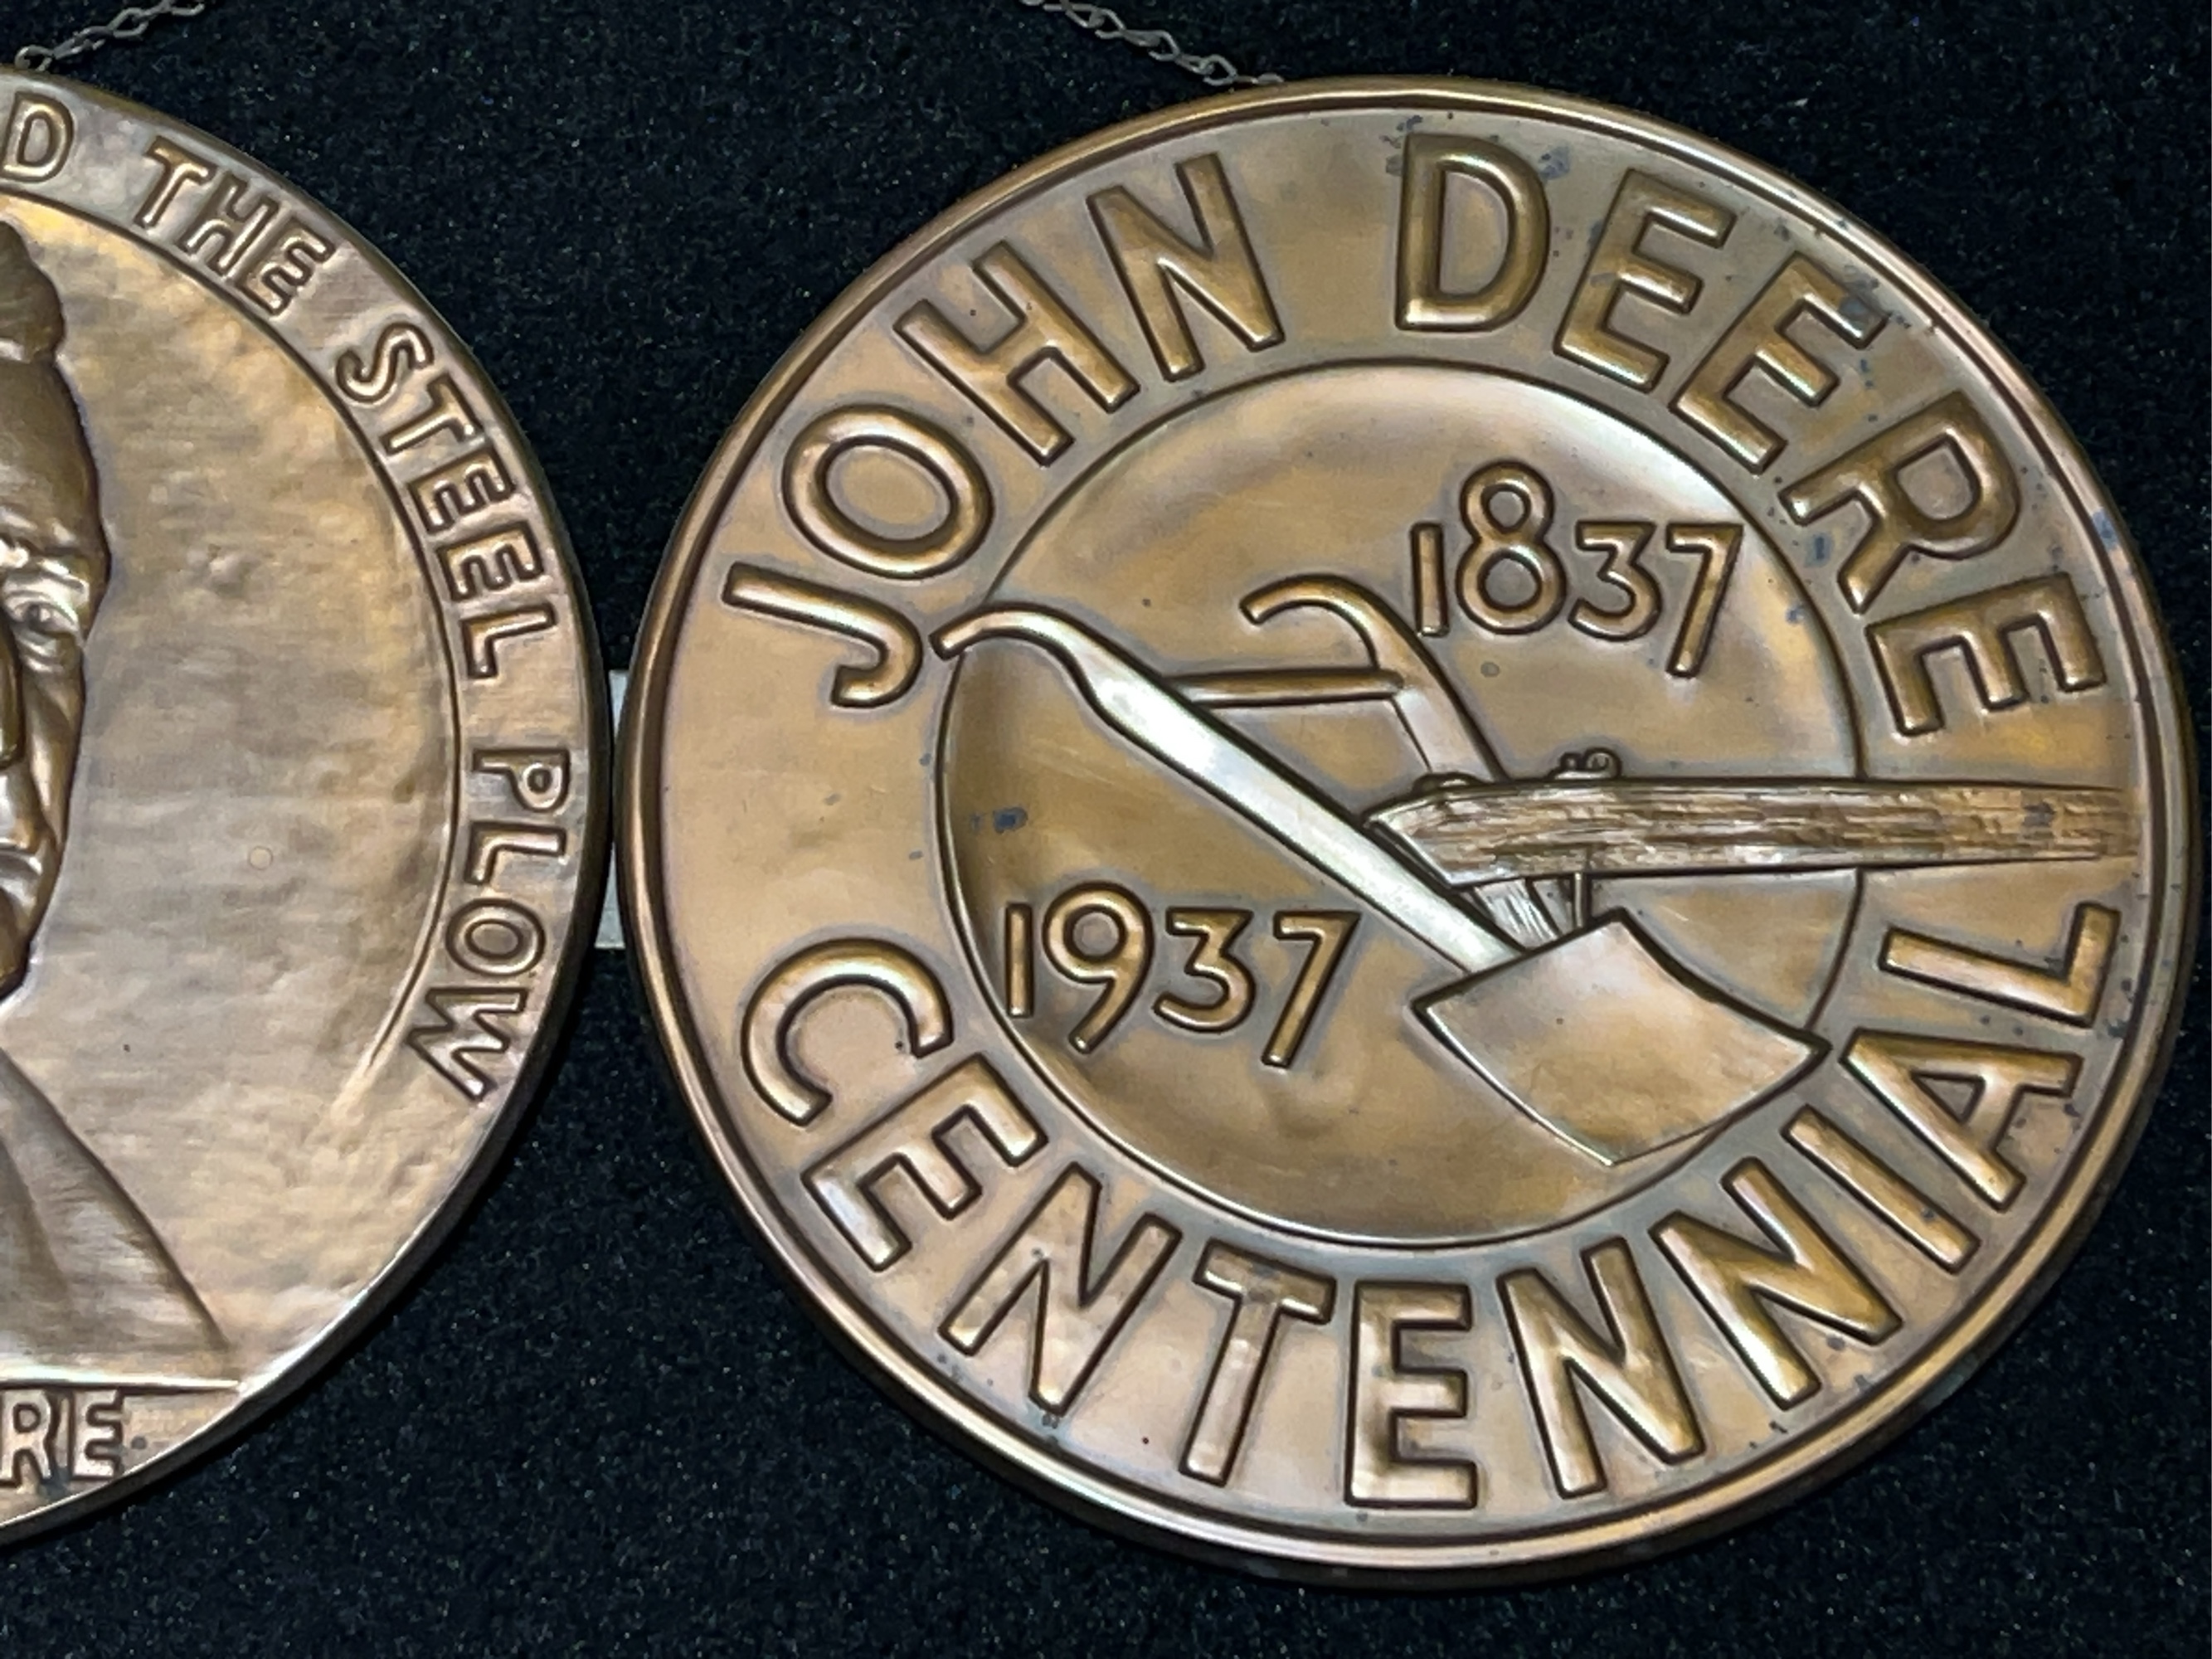 D THE STEEL PLOW
RE
JOHN DEERE
1837
1937
CENTENNIAL